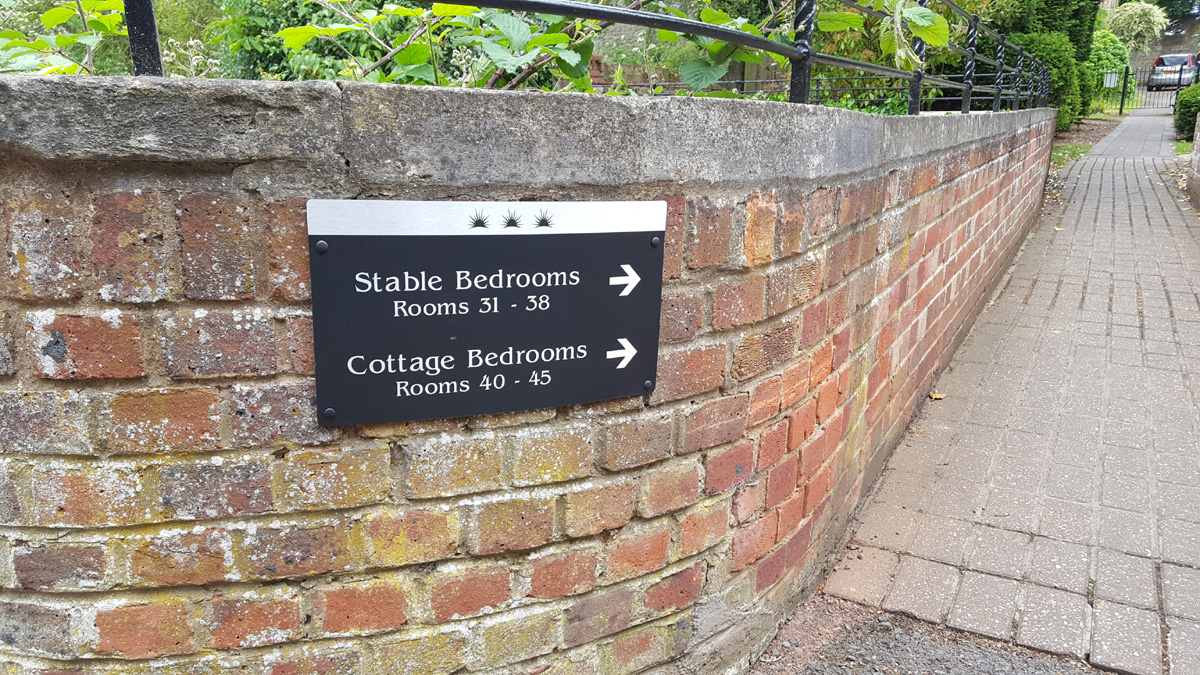 Stable Bedrooms →
Rooms 31 - 38
Cottage Bedrooms →
Rooms 40 - 45